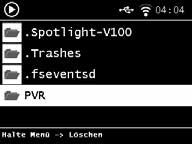 04:04
.Spotlight-V100
.Trashes
.fseventsd
PVR
Halte Menü -> Löschen